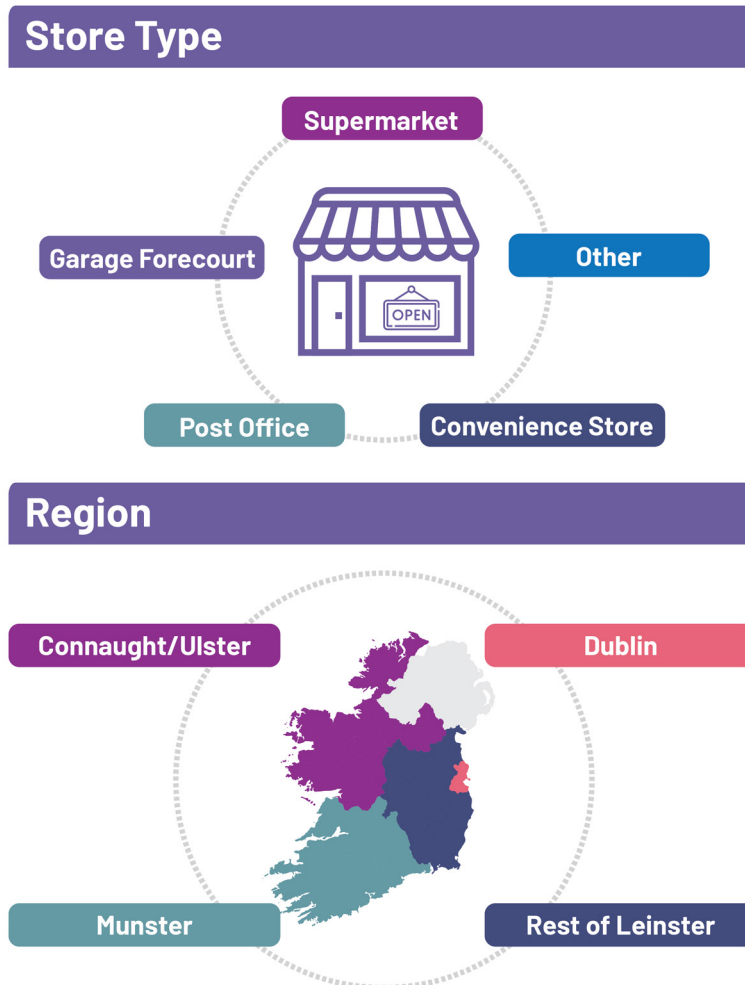 Store Type
Supermarket
Garage Forecourt
Other
OPEN
Post Office
Convenience Store
Region
Connaught/Ulster
Dublin
Munster
Rest of Leinster